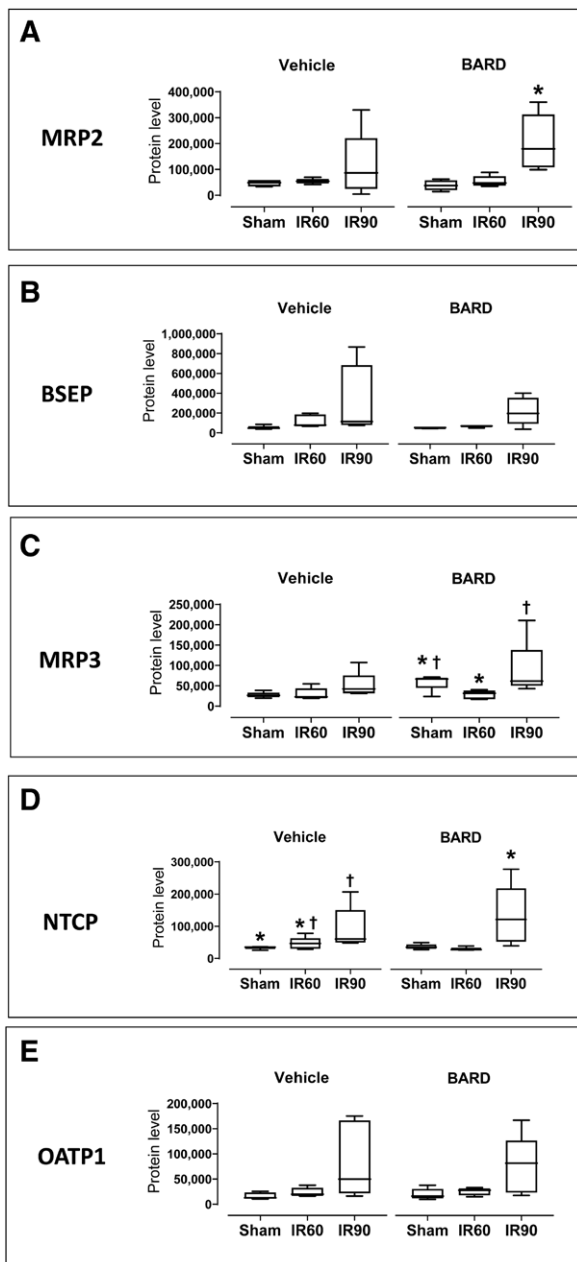 A
Vehicle BARD
MRP2
Protein level
400,000
300,000
200,000
100,000
0
*
Sham IR60 IR90 Sham IR60 IR90
B
Vehicle BARD
BSEP
Protein level
1,000,000
800,000
600,000
400,000
200,000
0
Sham IR60 IR90 Sham IR60 IR90
C
Vehicle BARD
MRP3
Protein level
250,000
200,000
150,000
100,000
50,000
0
* † * †
Sham IR60 IR90 Sham IR60 IR90
D
Vehicle BARD
NTCP
Protein level
300,000
200,000
100,000
0
* * † † *
Sham IR60 IR90 Sham IR60 IR90
E
Vehicle BARD
OATP1
Protein level
200,000
150,000
100,000
50,000
0
Sham IR60 IR90 Sham IR60 IR90